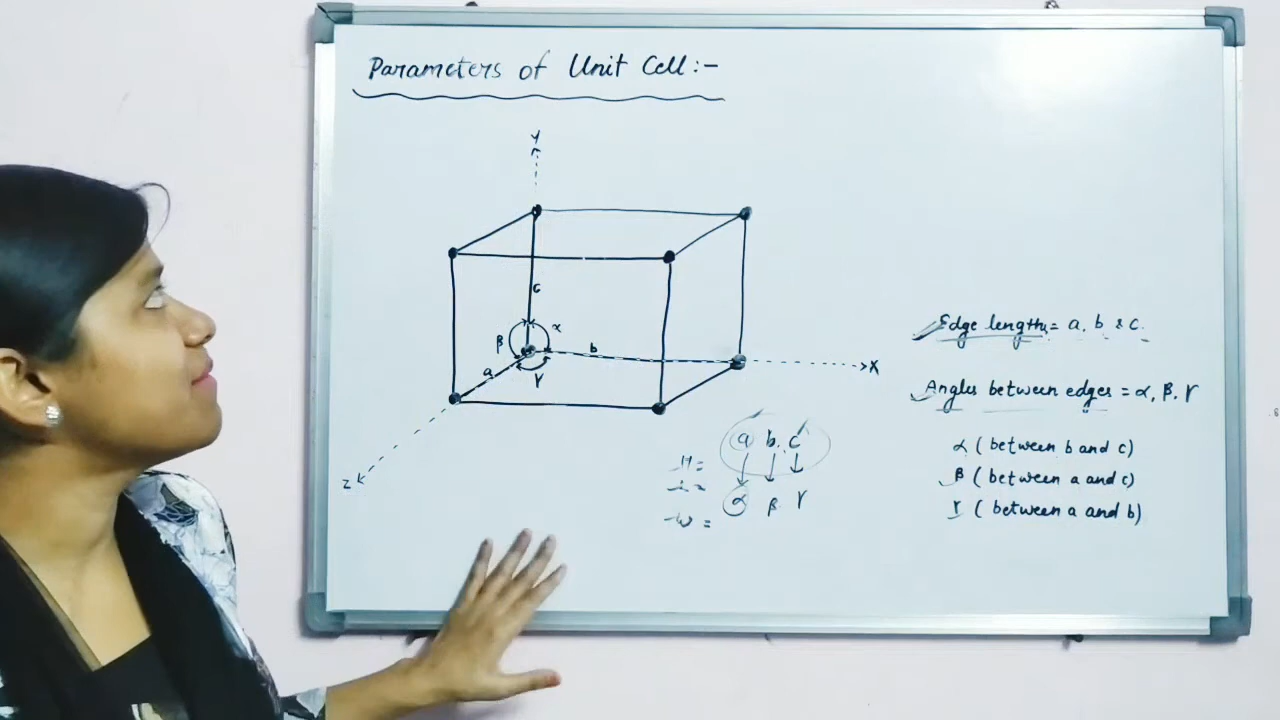 Parameters of Unit Cell:-
Y
c
β
α
b
a
γ
X
Z
Edge length = a, b & c.
Angles between edges = α, β, γ
a b c
H =
L =
W =
α β γ
α (between b and c)
β (between a and c)
γ (between a and b)